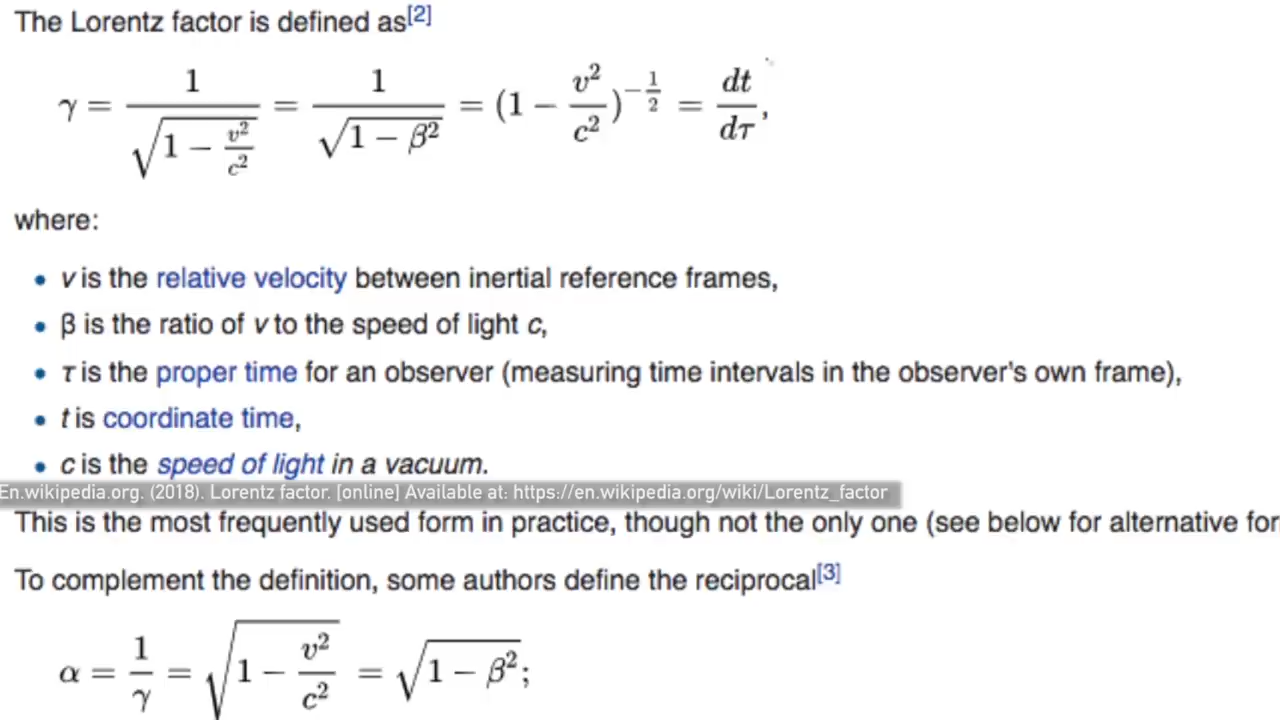 The Lorentz factor is defined as[2]
γ = 1/√(1 − v²/c²) = 1/√(1 − β²) = (1 − v²/c²)^(−1/2) = dt/dτ,
where:
• v is the relative velocity between inertial reference frames,
• β is the ratio of v to the speed of light c,
• τ is the proper time for an observer (measuring time intervals in the observer's own frame),
• t is coordinate time,
• c is the speed of light in a vacuum.
En.wikipedia.org. (2018). Lorentz factor. [online] Available at: https://en.wikipedia.org/wiki/Lorentz_factor
This is the most frequently used form in practice, though not the only one (see below for alternative for
To complement the definition, some authors define the reciprocal[3]
α = 1/γ = √(1 − v²/c²) = √(1 − β²);